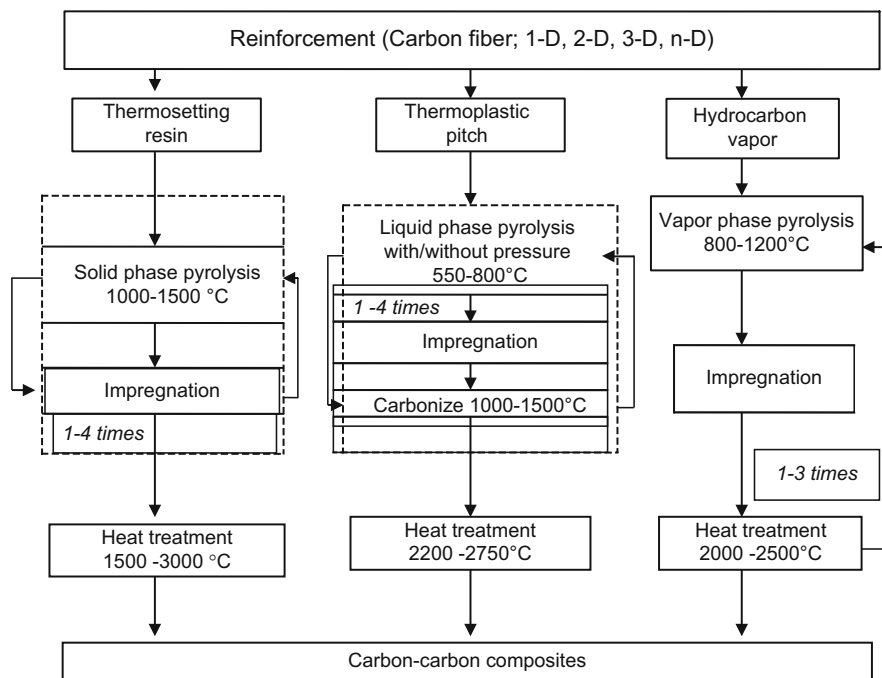 Reinforcement (Carbon fiber; 1-D, 2-D, 3-D, n-D)
Thermosetting
resin
Thermoplastic
pitch
Hydrocarbon
vapor
Solid phase pyrolysis
1000-1500 °C
Liquid phase pyrolysis
with/without pressure
550-800°C
Vapor phase pyrolysis
800-1200°C
1 -4 times
Impregnation
Impregnation
Impregnation
Carbonize 1000-1500°C
1-4 times
1-3 times
Heat treatment
1500 -3000 °C
Heat treatment
2200 -2750°C
Heat treatment
2000 -2500°C
Carbon-carbon composites